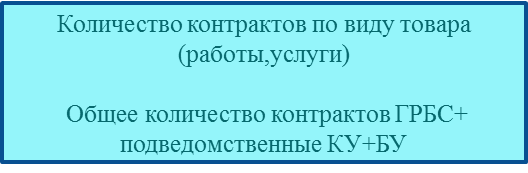 Количество контрактов по виду товара
(работы,услуги)
Общее количество контрактов ГРБС+
подведомственные КУ+БУ